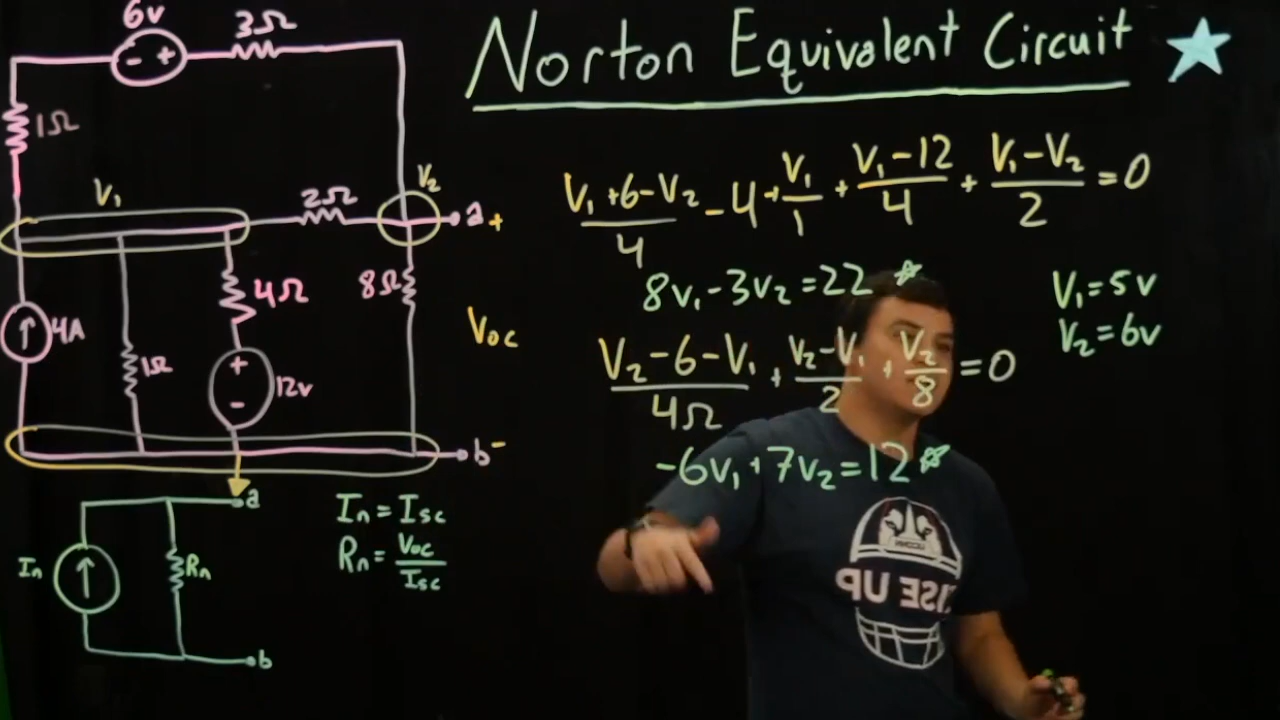 Norton Equivalent Circuit
6v
- +
3Ω
1Ω
V₁
2Ω
V₂
a +
4A
1Ω
4Ω
+
-
12v
8Ω
Voc
b -
(V₁+6-V₂)/4 - 4 + V₁/1 + (V₁-12)/4 + (V₁-V₂)/2 = 0
8v₁-3v₂=22
V₁=5v
V₂=6v
(V₂-6-V₁)/4Ω + (V₂-V₁)/2 + V₂/8 = 0
-6v₁+7v₂=12
a
In
Rn
b
In = Isc
Rn = Voc/Isc
UCONN
RISE UP